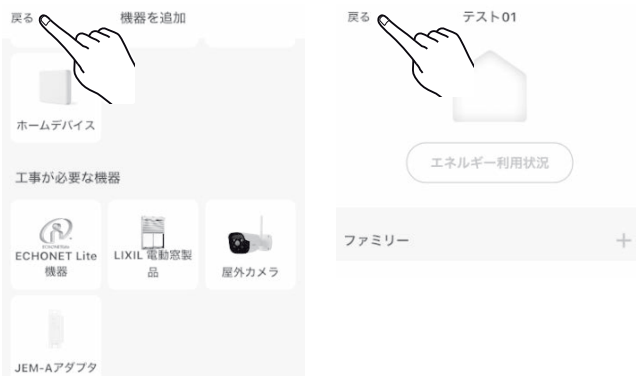 戻る
機器を追加
ホームデバイス
工事が必要な機器
ECHONET Lite
機器
LIXIL 電動窓製
品
屋外カメラ
JEM-Aアダプタ
戻る
テスト01
エネルギー利用状況
ファミリー